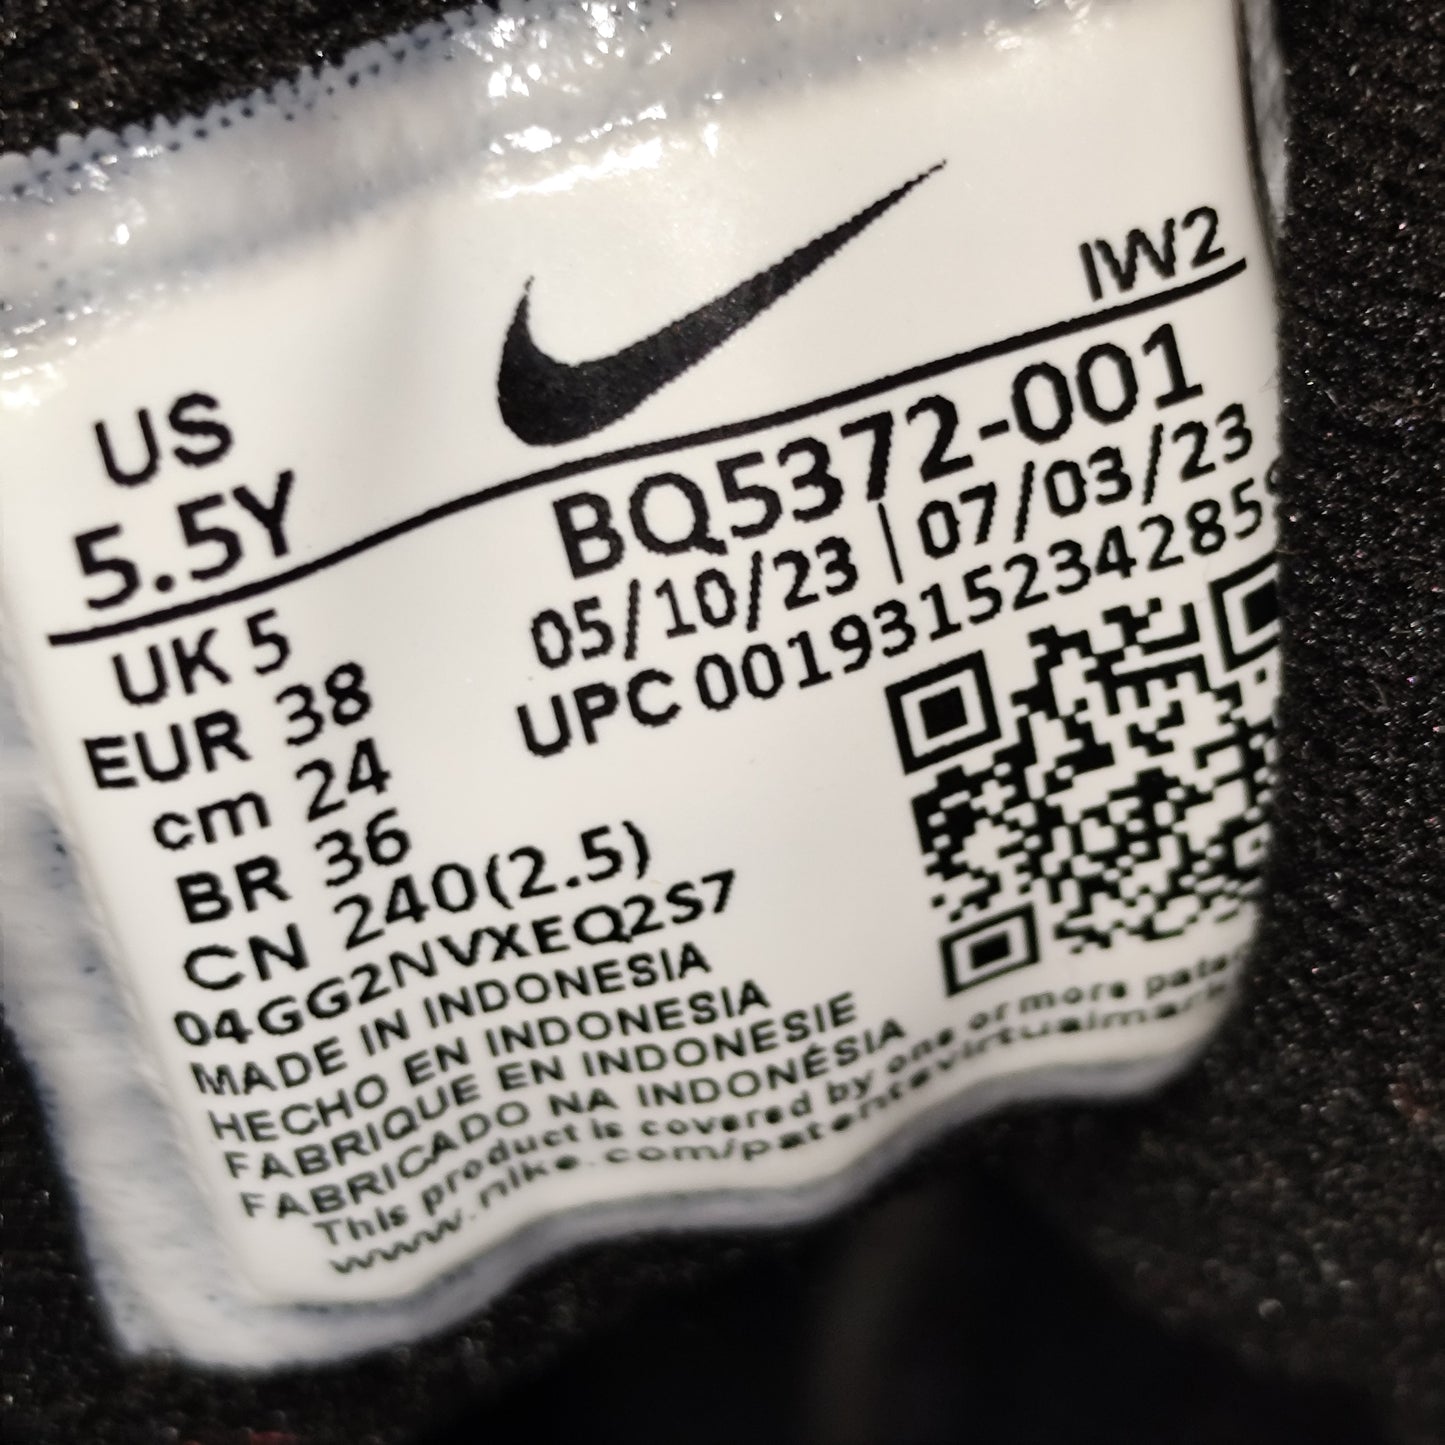 IW2
US
5.5Y
BQ5372-001
05/10/23 | 07/03/23
UPC 00193152342859
UK 5
EUR 38
cm 24
BR 36
CN 240(2.5)
04GG2NVXEQ2S7
MADE IN INDONESIA
HECHO EN INDONESIA
FABRIQUE EN INDONESIE
FABRICADO NA INDONÉSIA
This product is covered by one or more pate
www.nike.com/patentsvirtualmark